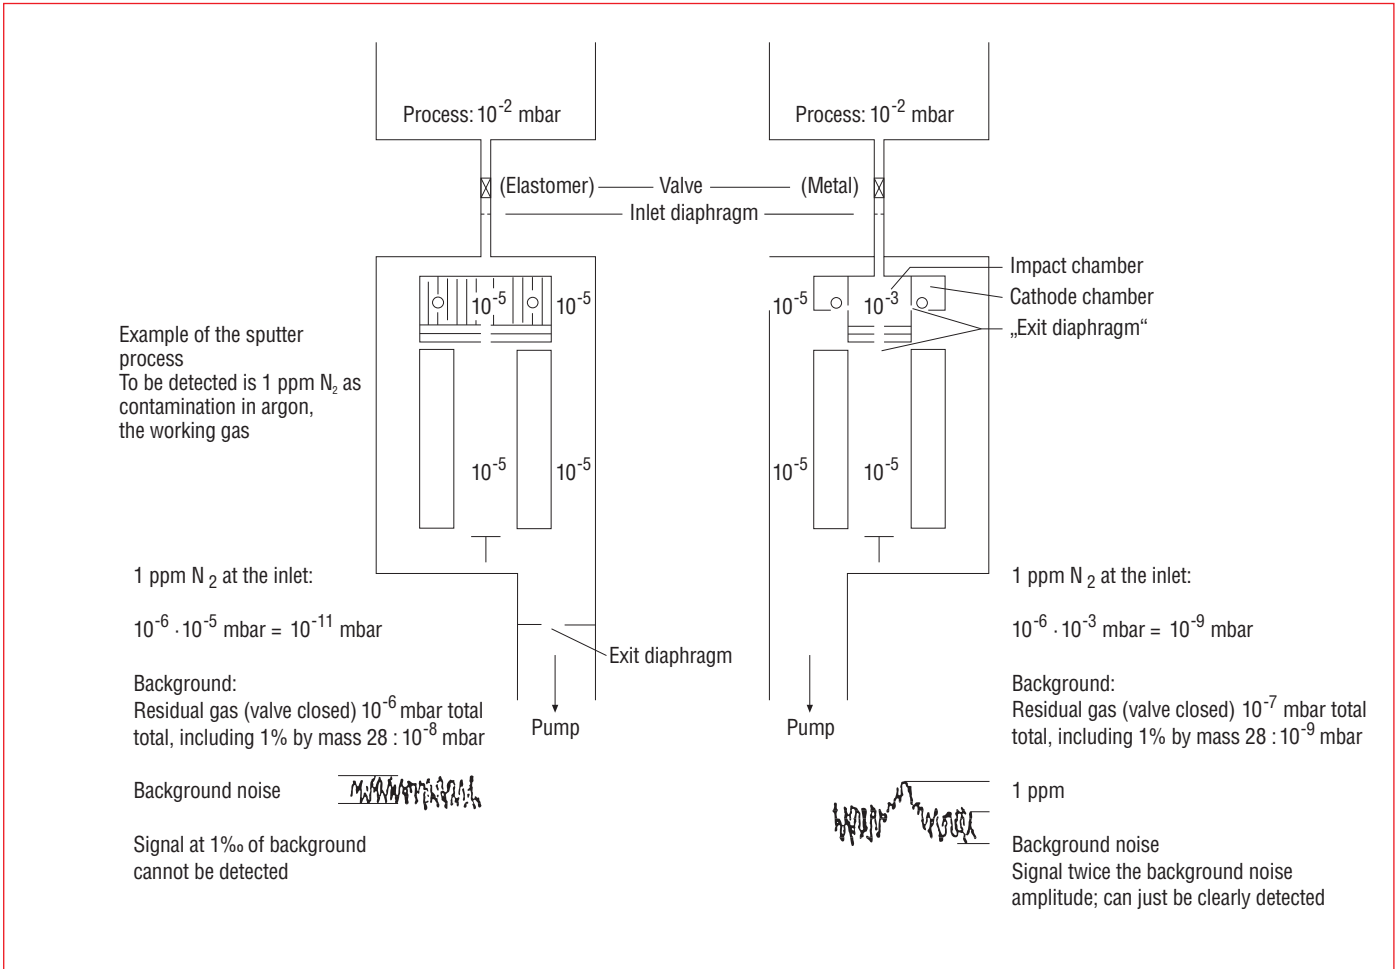 Process: 10⁻² mbar
Process: 10⁻² mbar
(Elastomer) Valve (Metal)
Inlet diaphragm
Impact chamber
10⁻⁵ 10⁻⁵ 10⁻⁵ 10⁻³
Cathode chamber
„Exit diaphragm“
Example of the sputter
process
To be detected is 1 ppm N₂ as
contamination in argon,
the working gas
10⁻⁵ 10⁻⁵ 10⁻⁵ 10⁻⁵
1 ppm N ₂ at the inlet:
10⁻⁶ · 10⁻⁵ mbar = 10⁻¹¹ mbar
Exit diaphragm
Background:
Residual gas (valve closed) 10⁻⁶ mbar total
total, including 1% by mass 28 : 10⁻⁸ mbar
Pump
Background noise
Signal at 1‰ of background
cannot be detected
1 ppm N ₂ at the inlet:
10⁻⁶ · 10⁻³ mbar = 10⁻⁹ mbar
Background:
Residual gas (valve closed) 10⁻⁷ mbar total
total, including 1% by mass 28 : 10⁻⁹ mbar
Pump
1 ppm
Background noise
Signal twice the background noise
amplitude; can just be clearly detected